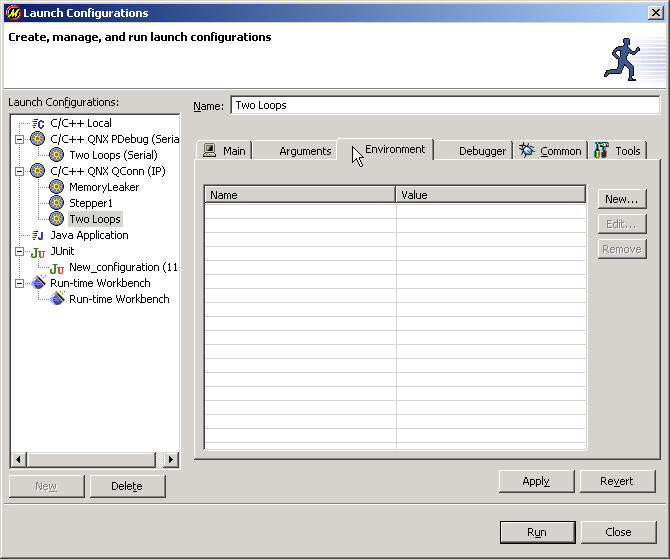 Launch Configurations
Create, manage, and run launch configurations
Launch Configurations:
C/C++ Local
C/C++ QNX PDebug (Seria
Two Loops (Serial)
C/C++ QNX QConn (IP)
MemoryLeaker
Stepper1
Two Loops
Java Application
JUnit
New_configuration (11
Run-time Workbench
Run-time Workbench
New
Delete
Name: Two Loops
Main Arguments Environment Debugger Common Tools
Name Value
New...
Edit...
Remove
Apply Revert
Run Close